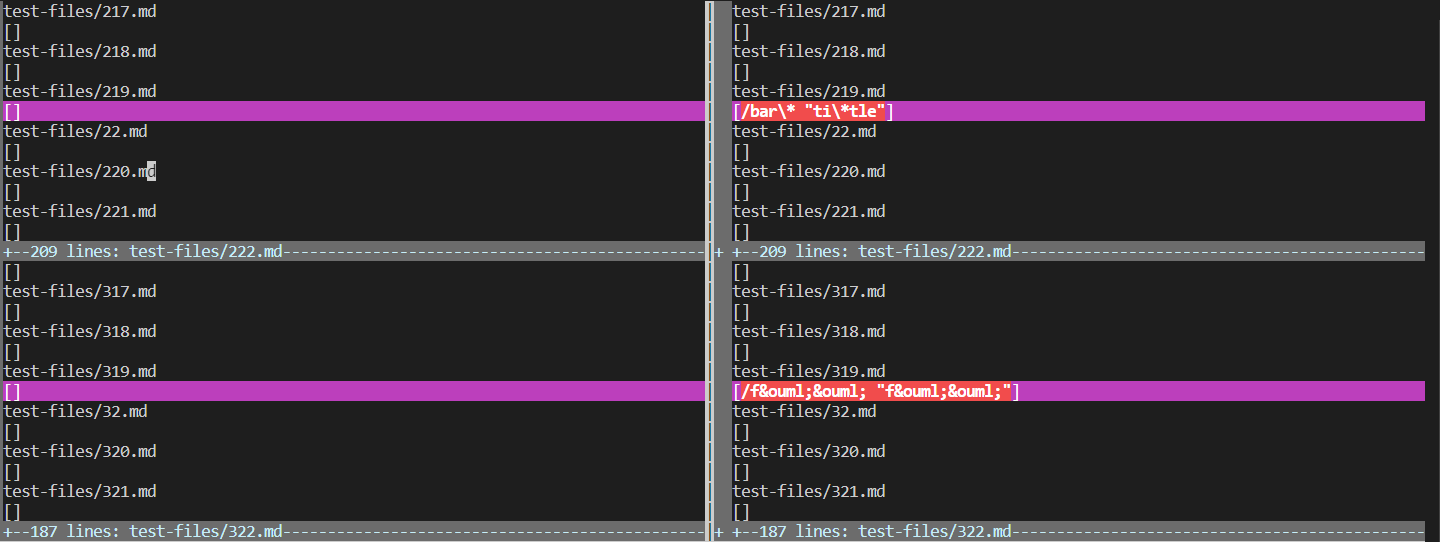 test-files/217.md
[]
test-files/218.md
[]
test-files/219.md
[]
test-files/22.md
[]
test-files/220.md
[]
test-files/221.md
[]
+--209 lines: test-files/222.md-----------------------------------------------
[]
test-files/317.md
[]
test-files/318.md
[]
test-files/319.md
[]
test-files/32.md
[]
test-files/320.md
[]
test-files/321.md
[]
+--187 lines: test-files/322.md-----------------------------------------------
test-files/217.md
[]
test-files/218.md
[]
test-files/219.md
[/bar\* "ti\*tle"]
test-files/22.md
[]
test-files/220.md
[]
test-files/221.md
[]
+ +--209 lines: test-files/222.md----------------------------------------------
[]
test-files/317.md
[]
test-files/318.md
[]
test-files/319.md
[/f&ouml;&ouml; "f&ouml;&ouml;"]
test-files/32.md
[]
test-files/320.md
[]
test-files/321.md
[]
+ +--187 lines: test-files/322.md----------------------------------------------